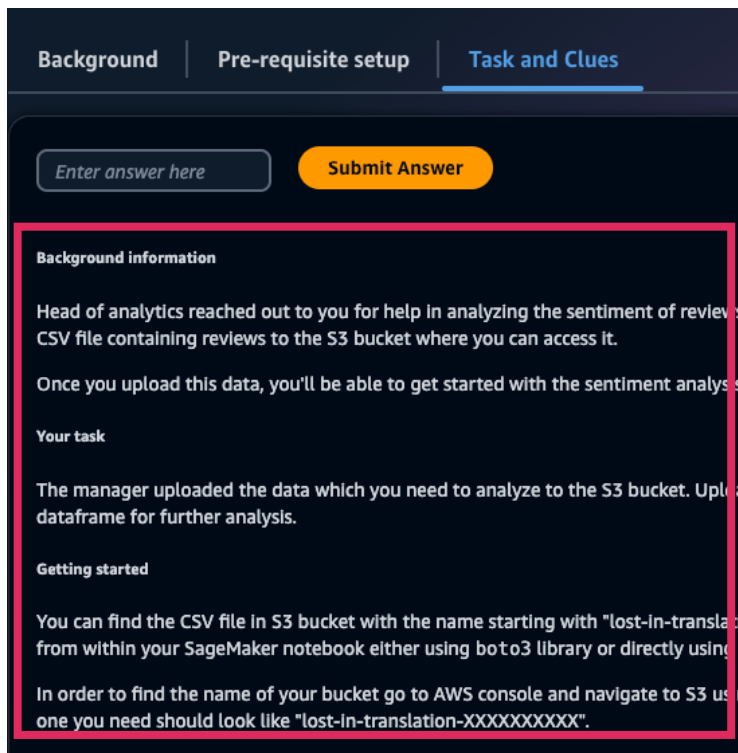 Background
Pre-requisite setup
Task and Clues
Enter answer here
Submit Answer
Background information
Head of analytics reached out to you for help in analyzing the sentiment of reviews
CSV file containing reviews to the S3 bucket where you can access it.
Once you upload this data, you'll be able to get started with the sentiment analysis
Your task
The manager uploaded the data which you need to analyze to the S3 bucket.
dataframe for further analysis.
Getting started
You can find the CSV file in S3 bucket with the name starting with
from within your SageMaker notebook either using boto3 library or directly using
In order to find the name of your bucket go to AWS console and navigate to S3
one you need should look like "lost-in-translation-XXXXXXXXXX".